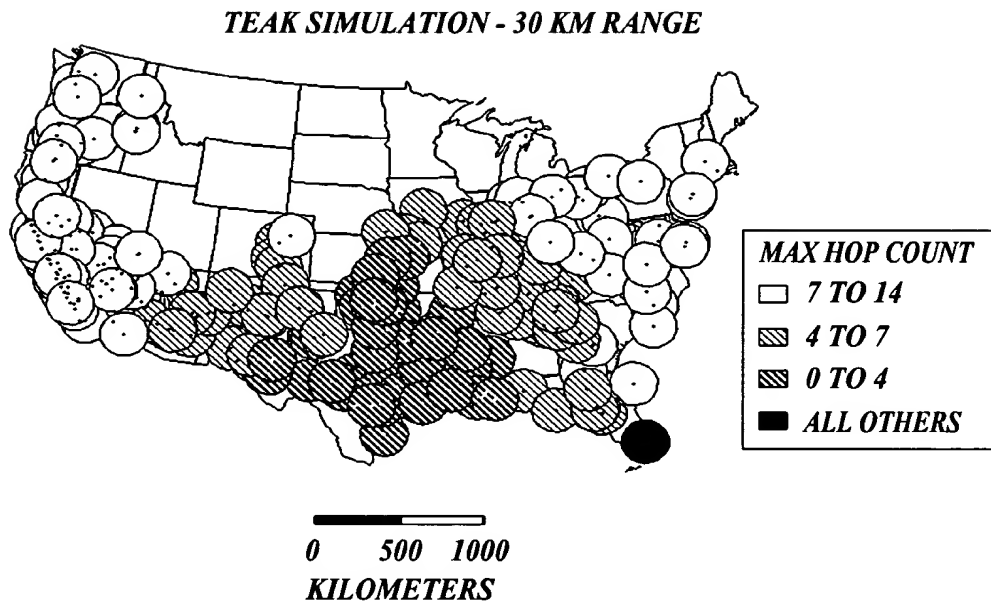 TEAK SIMULATION - 30 KM RANGE
MAX HOP COUNT
7 TO 14
4 TO 7
0 TO 4
ALL OTHERS
0 500 1000
KILOMETERS